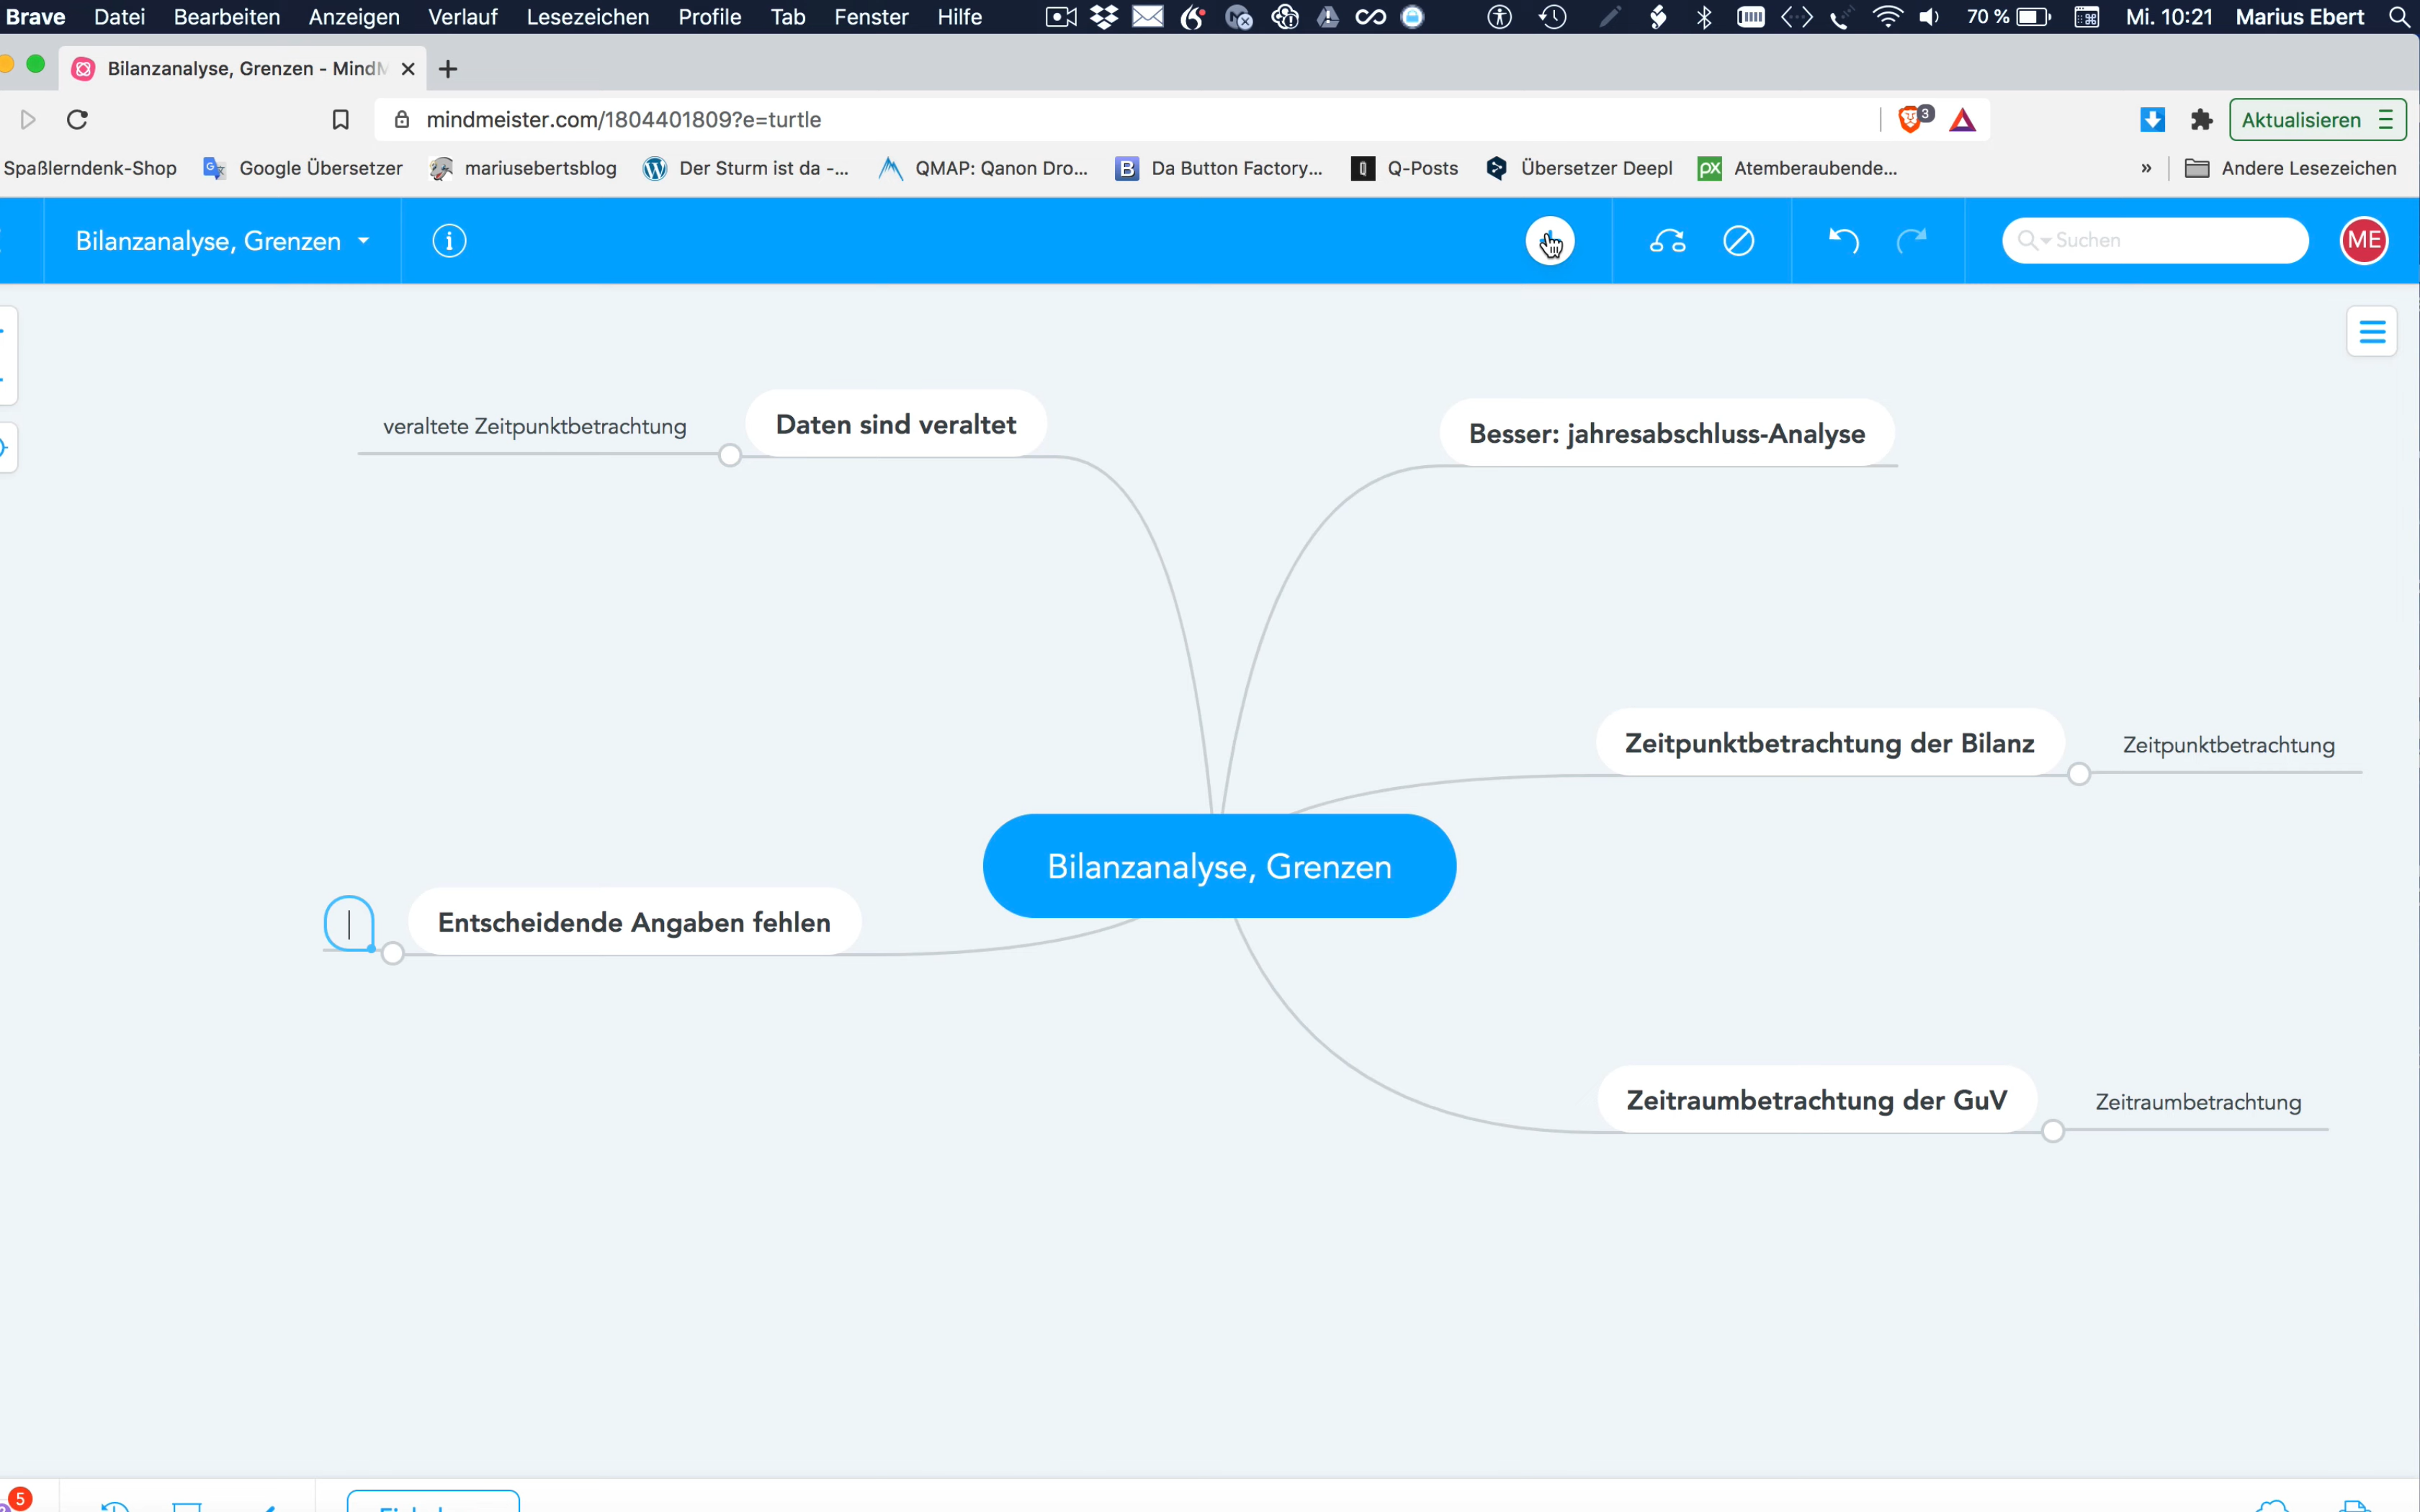 Brave Datei Bearbeiten Anzeigen Verlauf Lesezeichen Profile Tab Fenster Hilfe 70 % Mi. 10:21 Marius Ebert
Bilanzanalyse, Grenzen - MindM
mindmeister.com/1804401809?e=turtle 3 Aktualisieren
Spaßlerndenk-Shop Google Übersetzer mariusebertsblog Der Sturm ist da -... QMAP: Qanon Dro... B Da Button Factory... Q-Posts Übersetzer Deepl px Atemberaubende... » Andere Lesezeichen
Bilanzanalyse, Grenzen Suchen ME
veraltete Zeitpunktbetrachtung Daten sind veraltet Besser: jahresabschluss-Analyse
Zeitpunktbetrachtung der Bilanz Zeitpunktbetrachtung
Bilanzanalyse, Grenzen
Entscheidende Angaben fehlen
Zeitraumbetrachtung der GuV Zeitraumbetrachtung
5